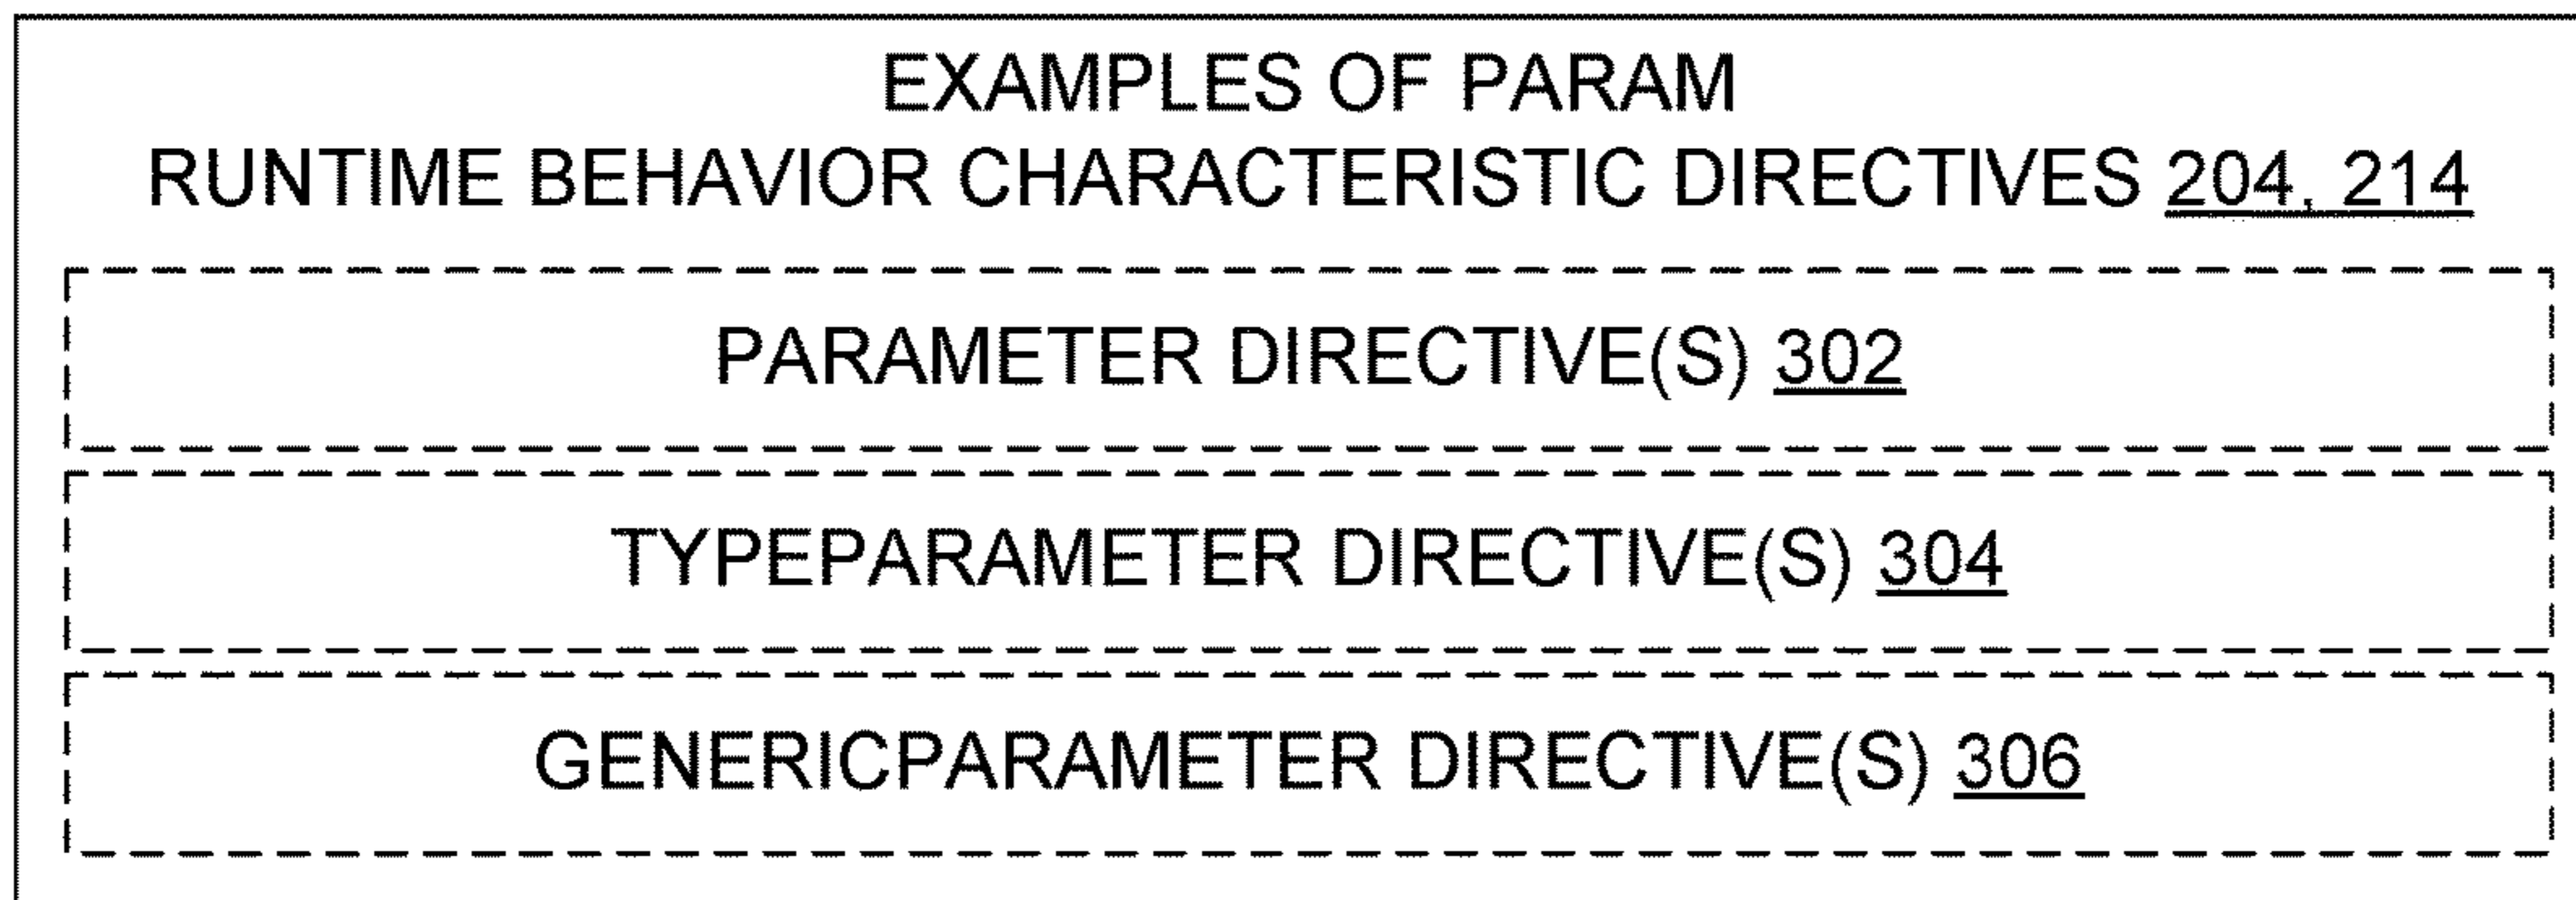 EXAMPLES OF PARAM
RUNTIME BEHAVIOR CHARACTERISTIC DIRECTIVES 204, 214
PARAMETER DIRECTIVE(S) 302
TYPEPARAMETER DIRECTIVE(S) 304
GENERICPARAMETER DIRECTIVE(S) 306